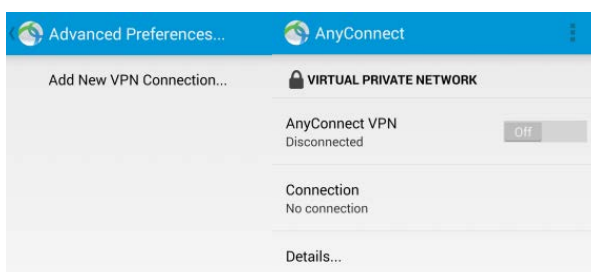 Advanced Preferences...
Add New VPN Connection...
AnyConnect
VIRTUAL PRIVATE NETWORK
AnyConnect VPN
Disconnected
Off
Connection
No connection
Details...